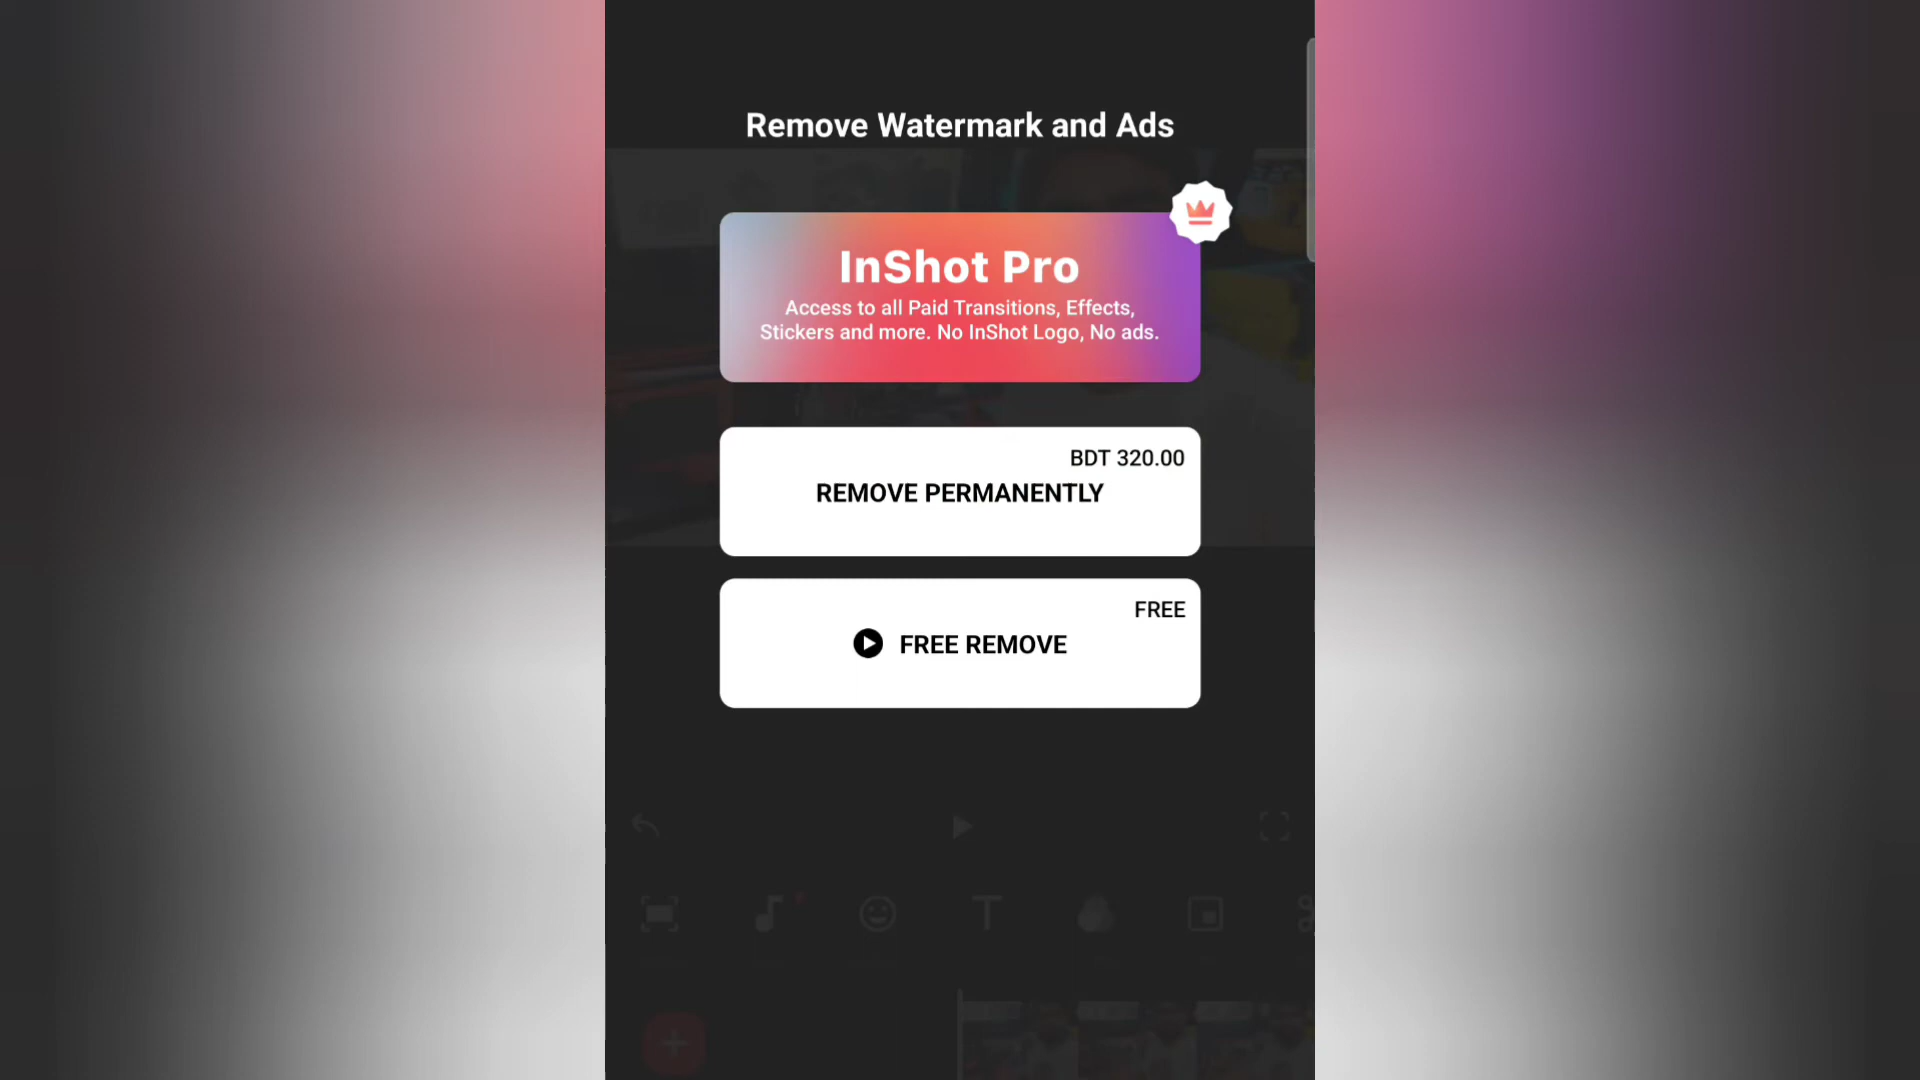 Remove Watermark and Ads
InShot Pro
Access to all Paid Transitions, Effects,
Stickers and more. No InShot Logo, No ads.
BDT 320.00
REMOVE PERMANENTLY
FREE
FREE REMOVE